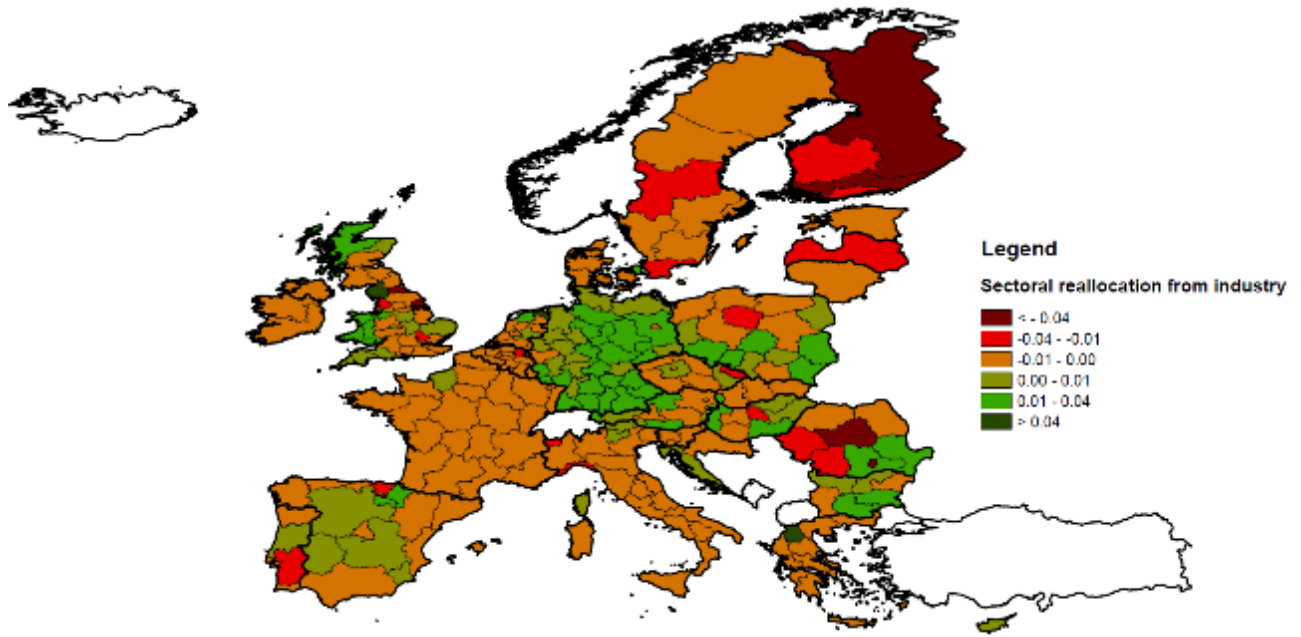 Legend
Sectoral reallocation from industry
< - 0.04
-0.04 - -0.01
-0.01 - 0.00
0.00 - 0.01
0.01 - 0.04
> 0.04